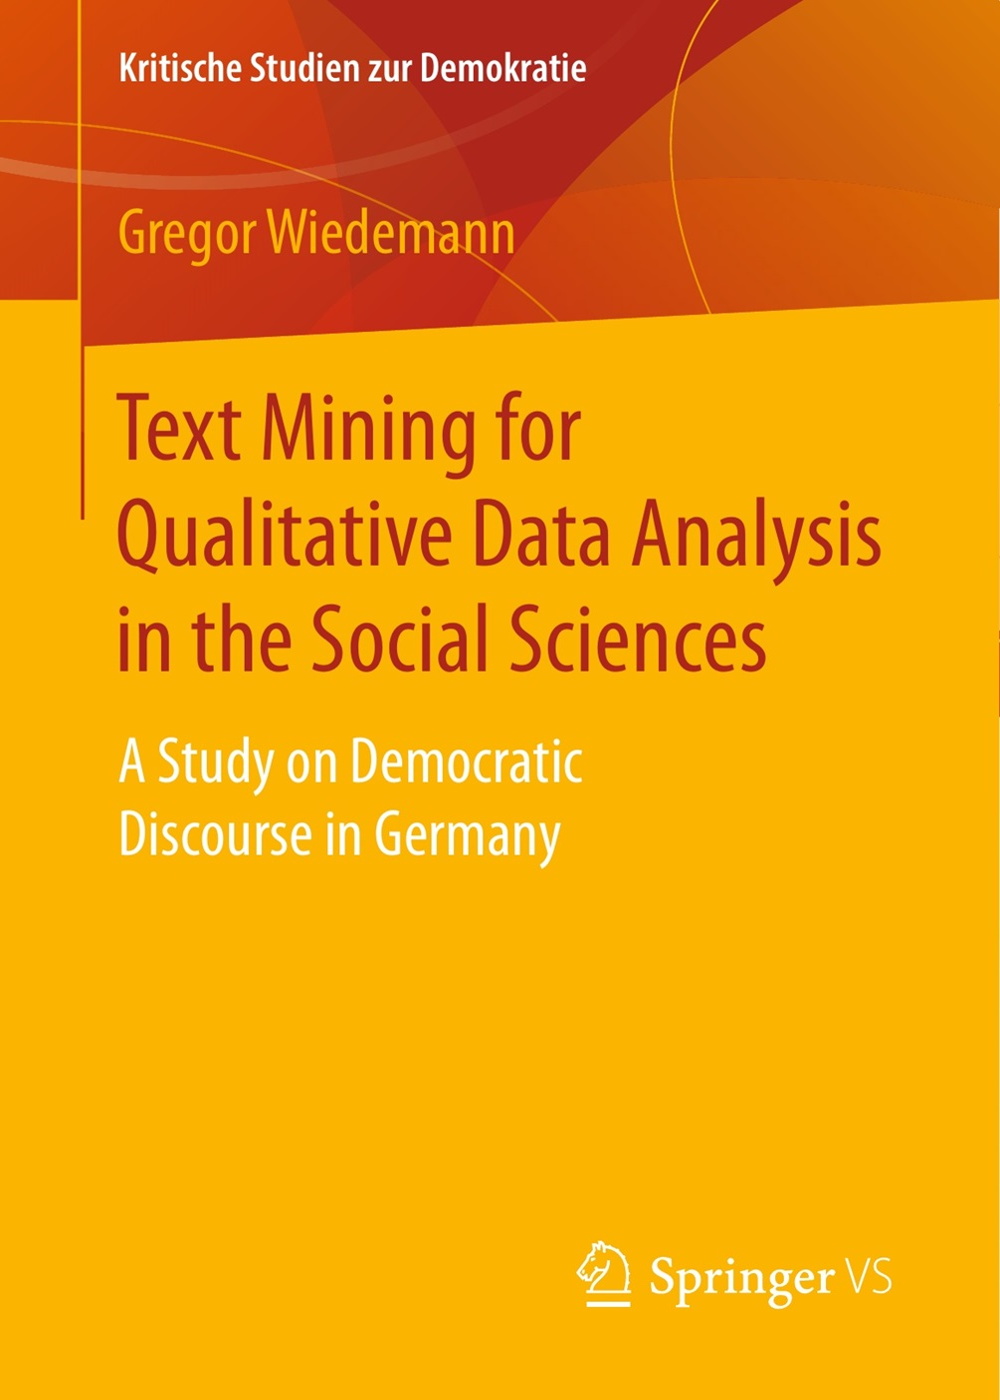 Kritische Studien zur Demokratie
Gregor Wiedemann
Text Mining for
Qualitative Data Analysis
in the Social Sciences
A Study on Democratic
Discourse in Germany
Springer VS